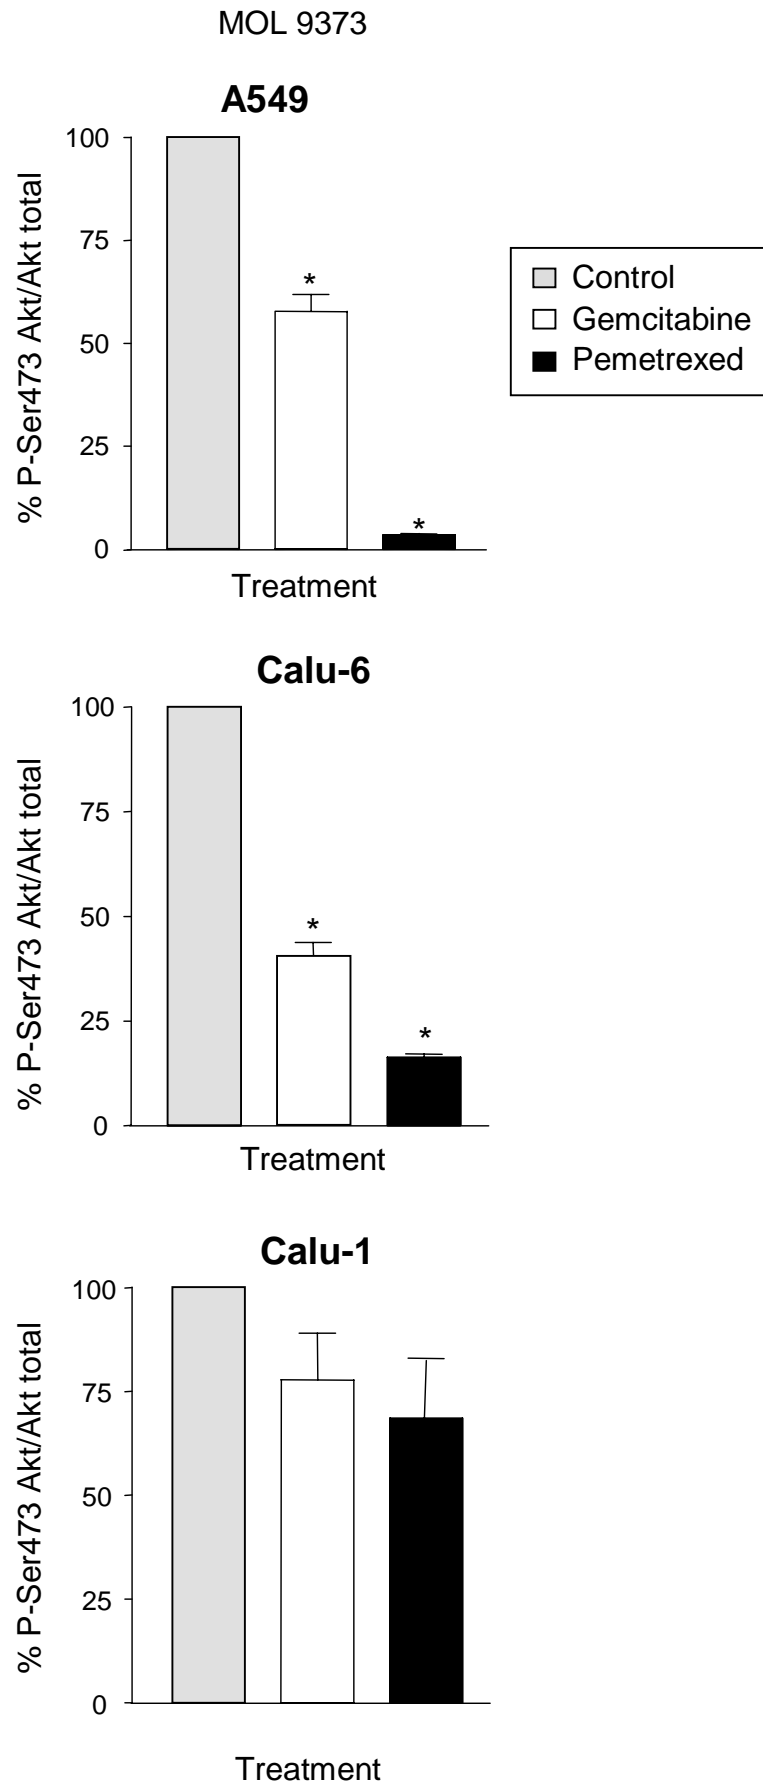 MOL 9373
A549
% P-Ser473 Akt/Akt total
100
75
50
25
0
*
*
Treatment
Control
Gemcitabine
Pemetrexed
Calu-6
% P-Ser473 Akt/Akt total
100
75
50
25
0
*
*
Treatment
Calu-1
% P-Ser473 Akt/Akt total
100
75
50
25
0
Treatment